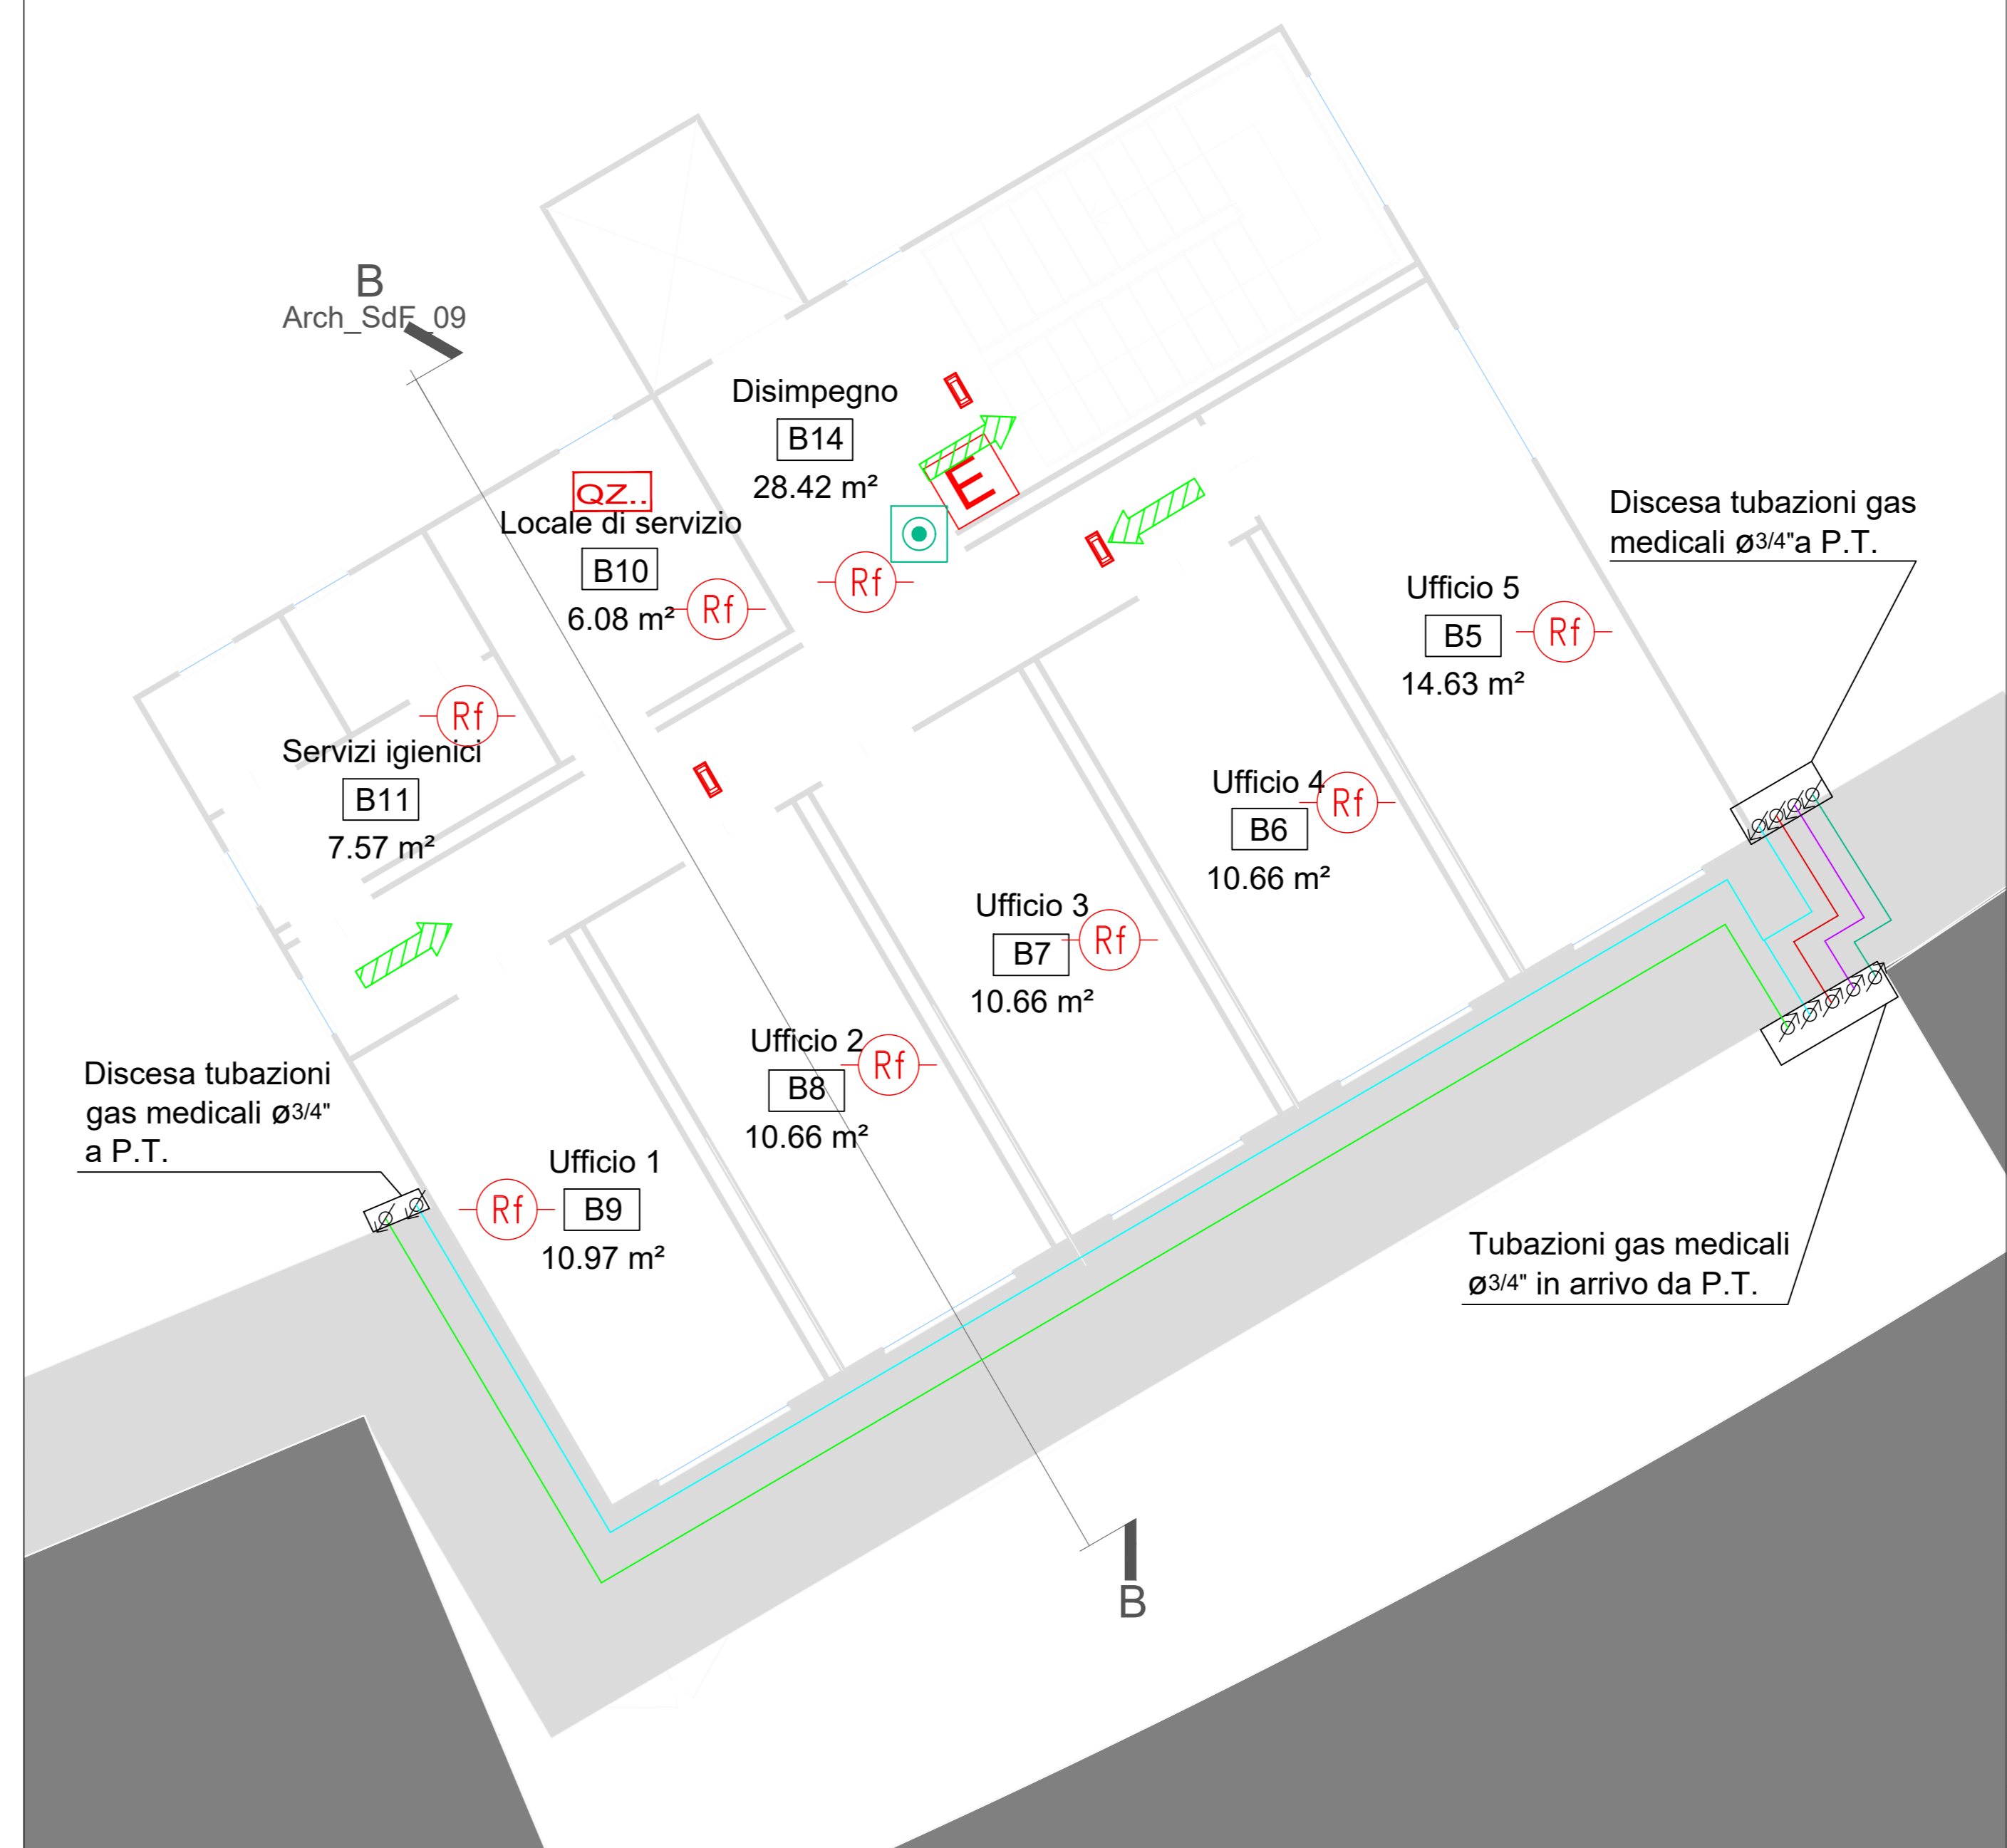 B
Arch_SdF_09
Disimpegno
B14
28.42 m²
E
QZ..
Locale di servizio
B10
6.08 m²
Rf
Rf
Discesa tubazioni gas
medicali ø3/4"a P.T.
Ufficio 5
B5
14.63 m²
Rf
Rf
Servizi igienici
B11
7.57 m²
Ufficio 4
B6
10.66 m²
Rf
Ufficio 3
B7
10.66 m²
Rf
Ufficio 2
B8
10.66 m²
Rf
Discesa tubazioni
gas medicali ø3/4"
a P.T.
Ufficio 1
Rf
B9
10.97 m²
Tubazioni gas medicali
ø3/4" in arrivo da P.T.
B